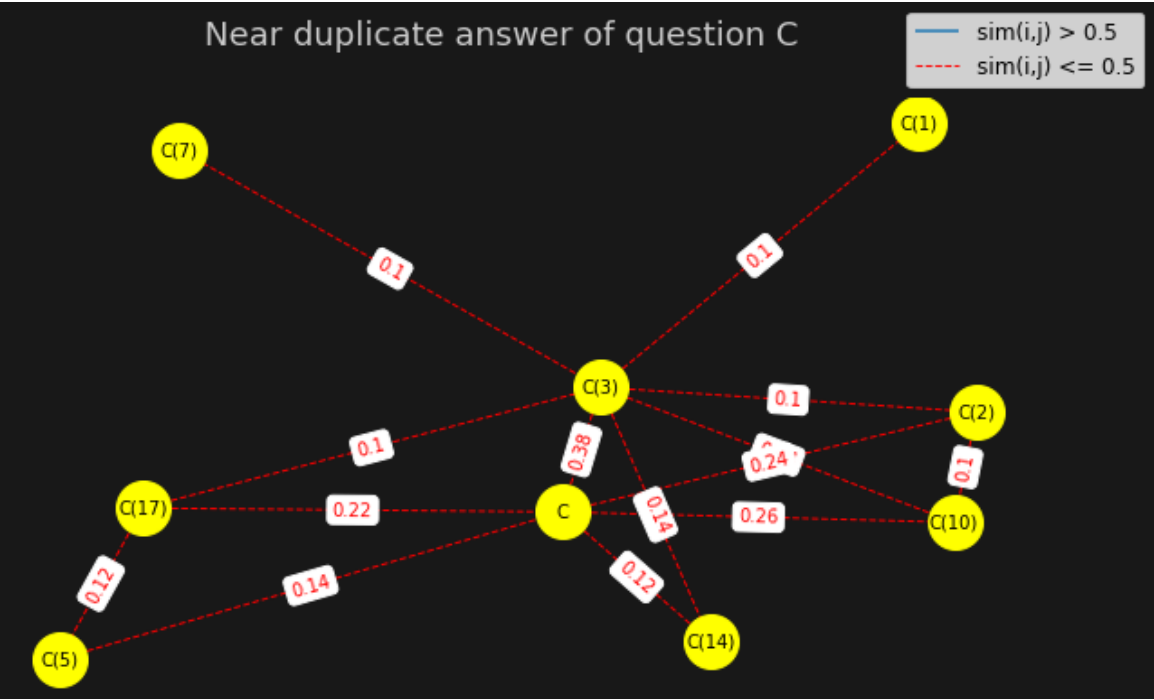 Near duplicate answer of question C
sim(i,j) > 0.5
sim(i,j) <= 0.5
C(1)
C(7)
0.1
0.1
C(3)
0.1
C(2)
0.1
0.38
0.24
0.1
C(17)
0.22
C
0.14
0.26
C(10)
0.12
0.14
0.12
C(14)
C(5)